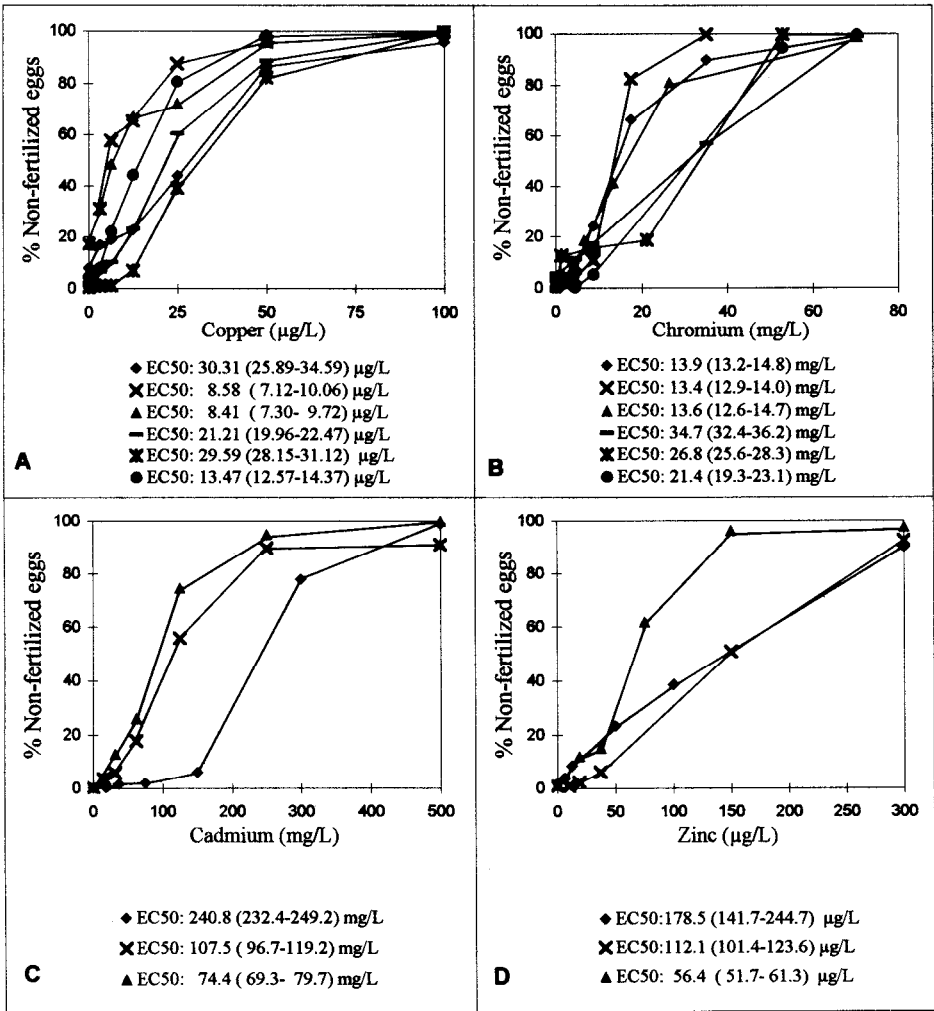 100
80
60
40
20
0
% Non-fertilized eggs
0 25 50 75 100
Copper (µg/L)
EC50: 30.31 (25.89-34.59) µg/L
EC50: 8.58 ( 7.12-10.06) µg/L
EC50: 8.41 ( 7.30- 9.72) µg/L
EC50: 21.21 (19.96-22.47) µg/L
EC50: 29.59 (28.15-31.12) µg/L
EC50: 13.47 (12.57-14.37) µg/L
A
100
80
60
40
20
0
% Non-fertilized eggs
0 20 40 60 80
Chromium (mg/L)
EC50: 13.9 (13.2-14.8) mg/L
EC50: 13.4 (12.9-14.0) mg/L
EC50: 13.6 (12.6-14.7) mg/L
EC50: 34.7 (32.4-36.2) mg/L
EC50: 26.8 (25.6-28.3) mg/L
EC50: 21.4 (19.3-23.1) mg/L
B
100
80
60
40
20
0
% Non-fertilized eggs
0 100 200 300 400 500
Cadmium (mg/L)
EC50: 240.8 (232.4-249.2) mg/L
EC50: 107.5 ( 96.7-119.2) mg/L
EC50: 74.4 ( 69.3- 79.7) mg/L
C
100
80
60
40
20
0
% Non-fertilized eggs
0 50 100 150 200 250 300
Zinc (µg/L)
EC50:178.5 (141.7-244.7) µg/L
EC50:112.1 (101.4-123.6) µg/L
EC50: 56.4 ( 51.7- 61.3) µg/L
D